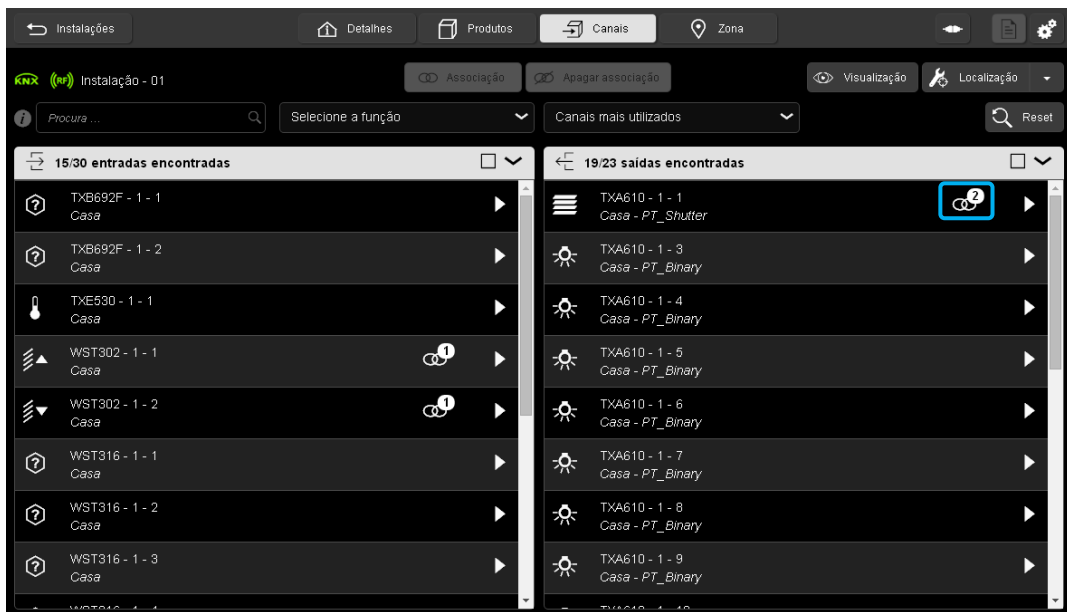 Instalações
Detalhes
Produtos
Canais
Zona
KNX ((RF)) Instalação - 01
Associação
Apagar associação
Visualização
Localização
Procura ...
Selecione a função
Canais mais utilizados
Reset
15/30 entradas encontradas
TXB692F - 1 - 1
Casa
TXB692F - 1 - 2
Casa
TXE530 - 1 - 1
Casa
WST302 - 1 - 1
Casa
1
WST302 - 1 - 2
Casa
1
WST316 - 1 - 1
Casa
WST316 - 1 - 2
Casa
WST316 - 1 - 3
Casa
19/23 saídas encontradas
TXA610 - 1 - 1
Casa - PT_Shutter
2
TXA610 - 1 - 3
Casa - PT_Binary
TXA610 - 1 - 4
Casa - PT_Binary
TXA610 - 1 - 5
Casa - PT_Binary
TXA610 - 1 - 6
Casa - PT_Binary
TXA610 - 1 - 7
Casa - PT_Binary
TXA610 - 1 - 8
Casa - PT_Binary
TXA610 - 1 - 9
Casa - PT_Binary